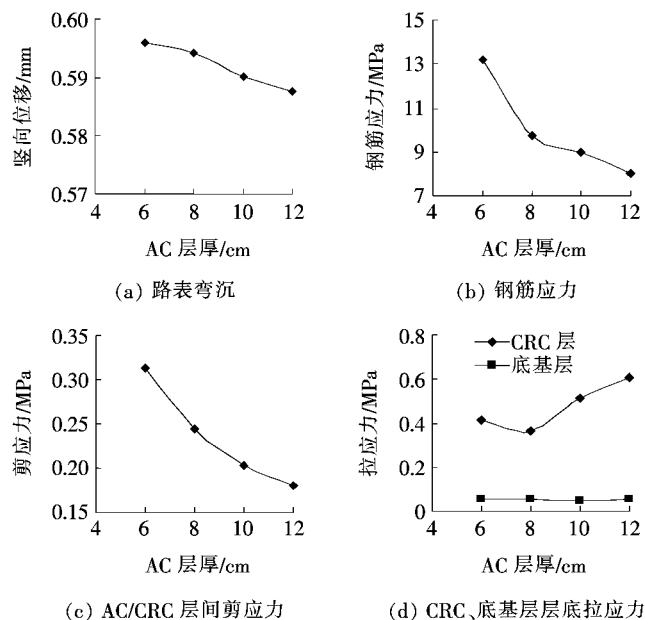 0.60
0.59
0.58
0.57
竖向位移/mm
4 6 8 10 12
AC 层厚/cm
(a) 路表弯沉
15
13
11
9
7
钢筋应力/MPa
4 6 8 10 12
AC 层厚/cm
(b) 钢筋应力
0.35
0.30
0.25
0.20
0.15
剪应力/MPa
4 6 8 10 12
AC 层厚/cm
(c) AC/CRC 层间剪应力
0.8
0.6
0.4
0.2
0
拉应力/MPa
CRC 层
底基层
4 6 8 10 12
AC 层厚/cm
(d) CRC、底基层层底拉应力